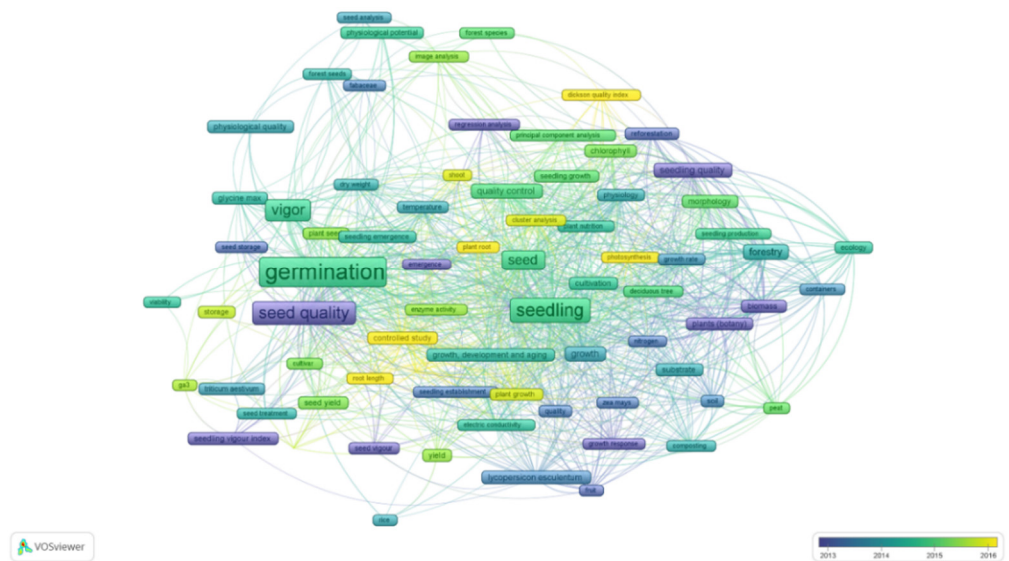 seed analysis
physiological potential
forest species
image analysis
forest seeds
fabaceae
dickson quality index
physiological quality
regression analysis
principal component analysis
reforestation
chlorophyll
seedling quality
shoot
seedling growth
dry weight
quality control
physiology
glycine max
morphology
vigor
temperature
cluster analysis
plant nutrition
plant seed
seedling emergence
seedling production
seed storage
plant root
ecology
forestry
photosynthesis
growth rate
seed
emergence
germination
cultivation
deciduous tree
containers
viability
storage
seed quality
enzyme activity
seedling
biomass
plants (botany)
controlled study
nitrogen
growth, development and aging
growth
cultivar
substrate
root length
ga3
triticum aestivum
seedling establishment
plant growth
seed yield
zea mays
soil
peat
seed treatment
quality
electric conductivity
seedling vigour index
seed vigour
growth response
composting
yield
lycopersicon esculentum
fruit
rice
VOSviewer
2013 2014 2015 2016